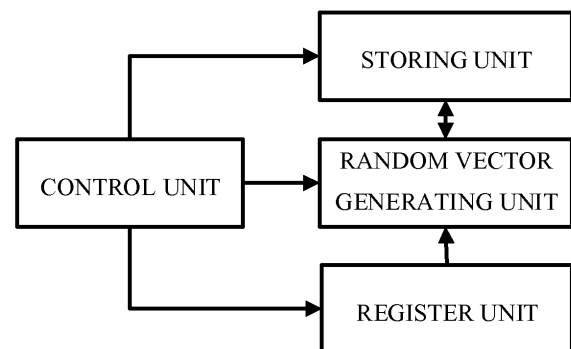 STORING UNIT
CONTROL UNIT
RANDOM VECTOR
GENERATING UNIT
REGISTER UNIT